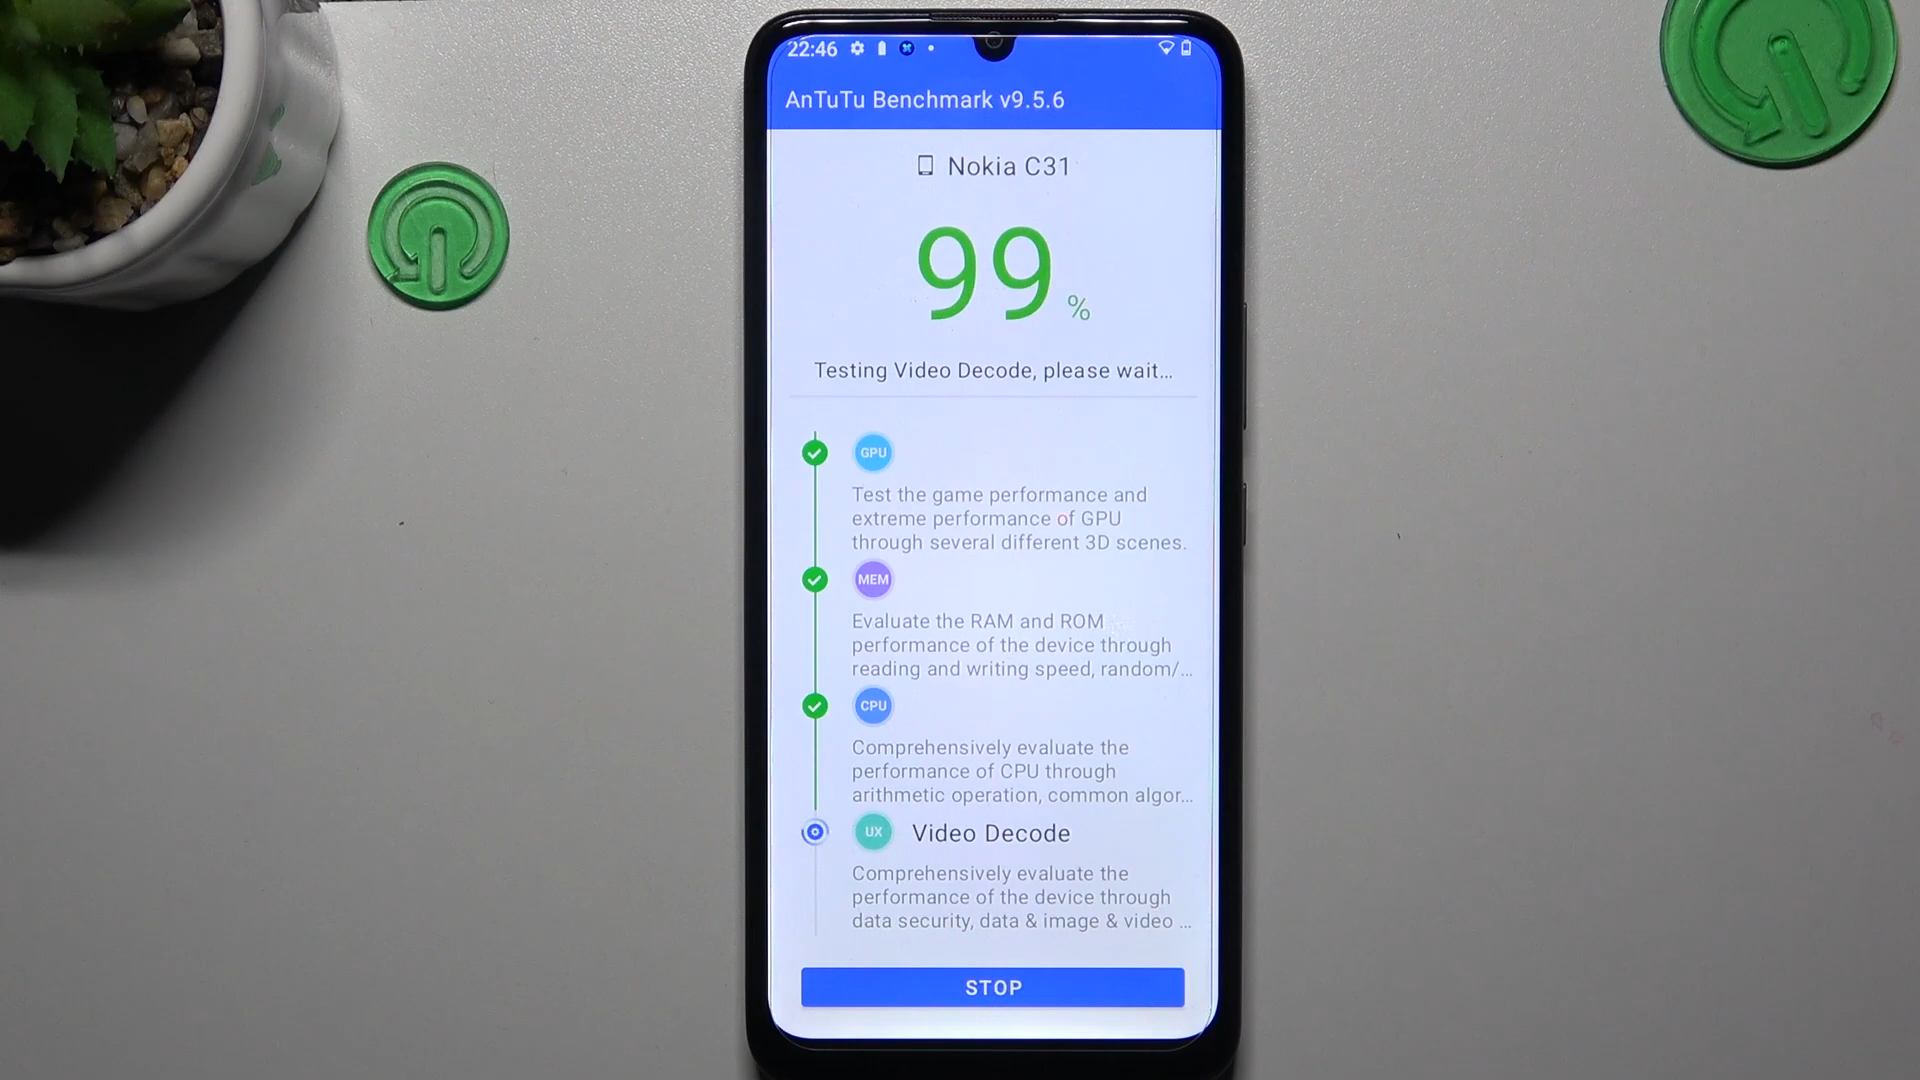 22:46
AnTuTu Benchmark v9.5.6
Nokia C31
99 %
Testing Video Decode, please wait...
GPU
Test the game performance and
extreme performance of GPU
through several different 3D scenes.
MEM
Evaluate the RAM and ROM
performance of the device through
reading and writing speed, random/...
CPU
Comprehensively evaluate the
performance of CPU through
arithmetic operation, common algor...
UX Video Decode
Comprehensively evaluate the
performance of the device through
data security, data & image & video ...
STOP